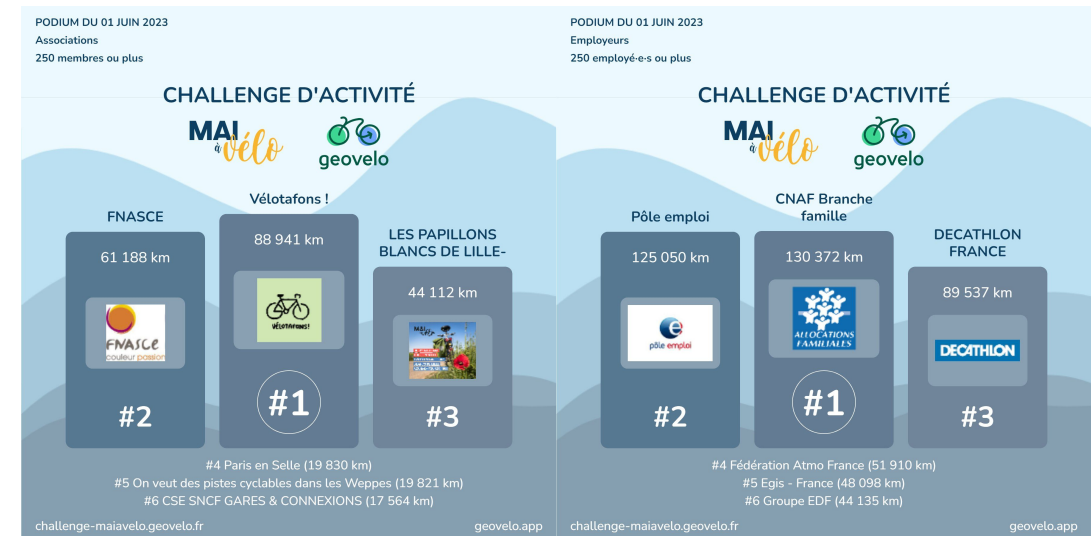 PODIUM DU 01 JUIN 2023
Associations
250 membres ou plus
CHALLENGE D'ACTIVITÉ
MAI
à vélo
geovelo
Vélotafons !
FNASCE
LES PAPILLONS
BLANCS DE LILLE-
88 941 km
61 188 km
44 112 km
FNASCE
couleur passion
VÉLOTAFONS!
#2
#1
#3
#4 Paris en Selle (19 830 km)
#5 On veut des pistes cyclables dans les Weppes (19 821 km)
#6 CSE SNCF GARES & CONNEXIONS (17 564 km)
challenge-maiavelo.geovelo.fr
geovelo.app
PODIUM DU 01 JUIN 2023
Employeurs
250 employé·e·s ou plus
CHALLENGE D'ACTIVITÉ
MAI
à vélo
geovelo
CNAF Branche
famille
Pôle emploi
DECATHLON
FRANCE
125 050 km
130 372 km
89 537 km
pôle emploi
ALLOCATIONS
FAMILIALES
DECATHLON
#2
#1
#3
#4 Fédération Atmo France (51 910 km)
#5 Egis - France (48 098 km)
#6 Groupe EDF (44 135 km)
challenge-maiavelo.geovelo.fr
geovelo.app